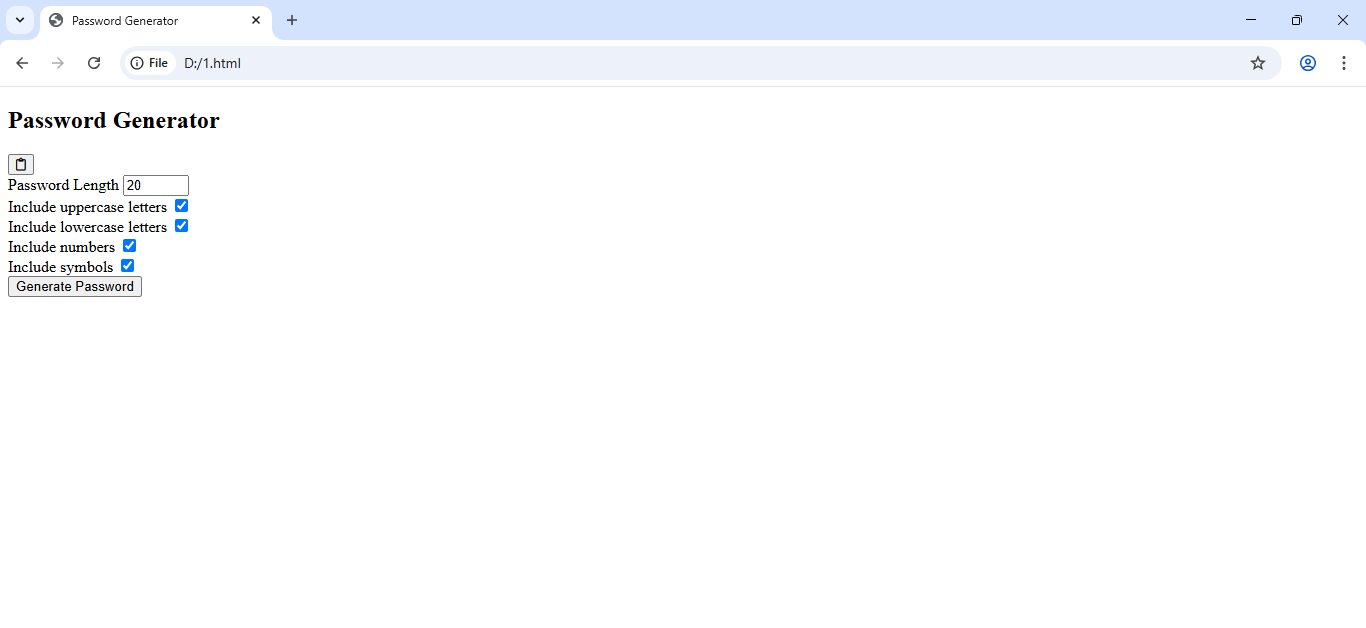 Password Generator
File D:/1.html
Password Generator
Password Length 20
Include uppercase letters
Include lowercase letters
Include numbers
Include symbols
Generate Password